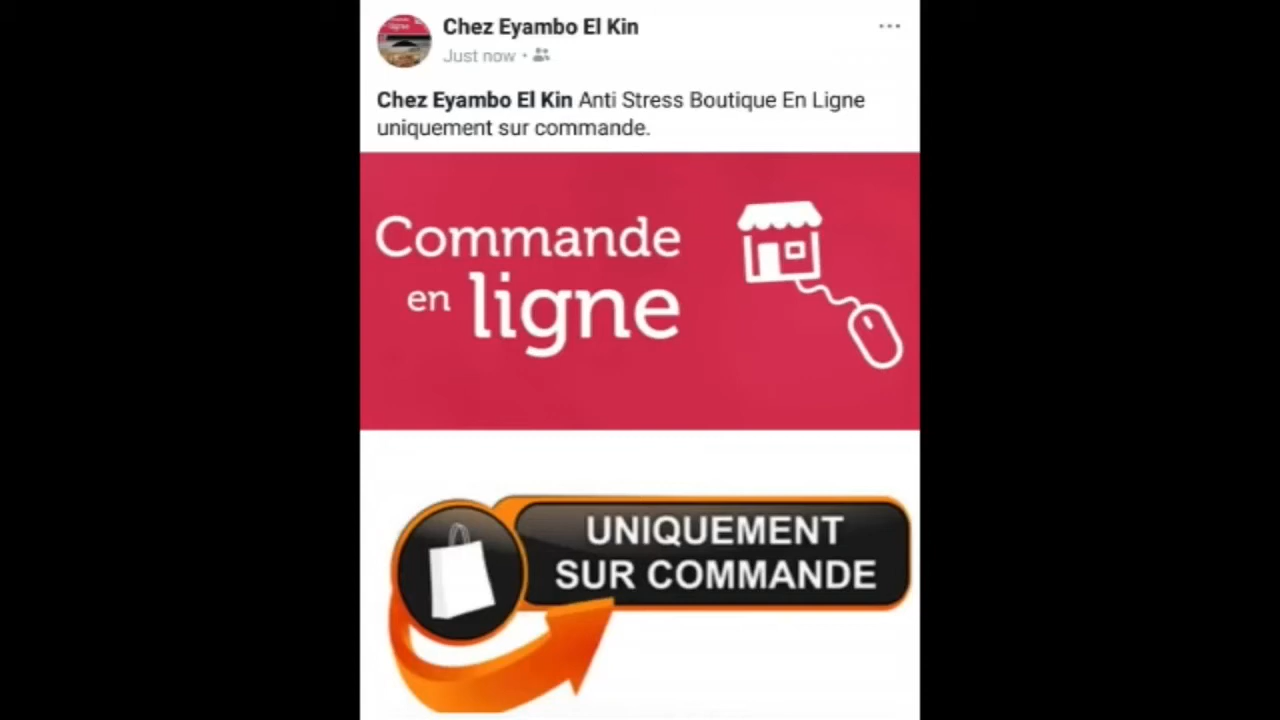 Chez Eyambo El Kin
Just now
Chez Eyambo El Kin Anti Stress Boutique En Ligne
uniquement sur commande.
Commande
en ligne
UNIQUEMENT
SUR COMMANDE